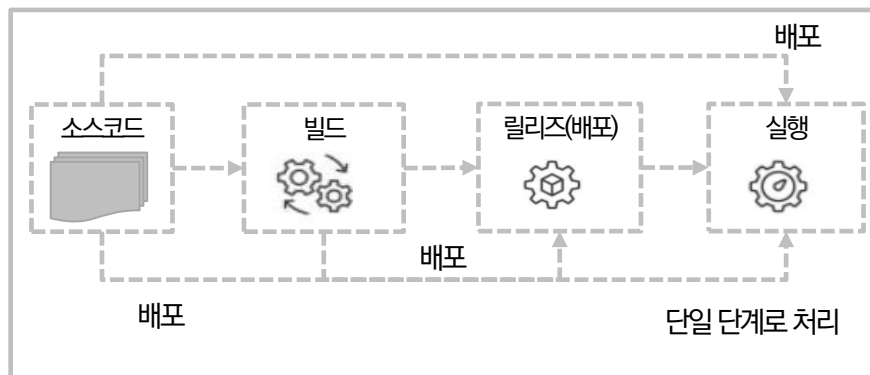 배포
소스코드
빌드
릴리즈(배포)
실행
배포
배포
단일 단계로 처리